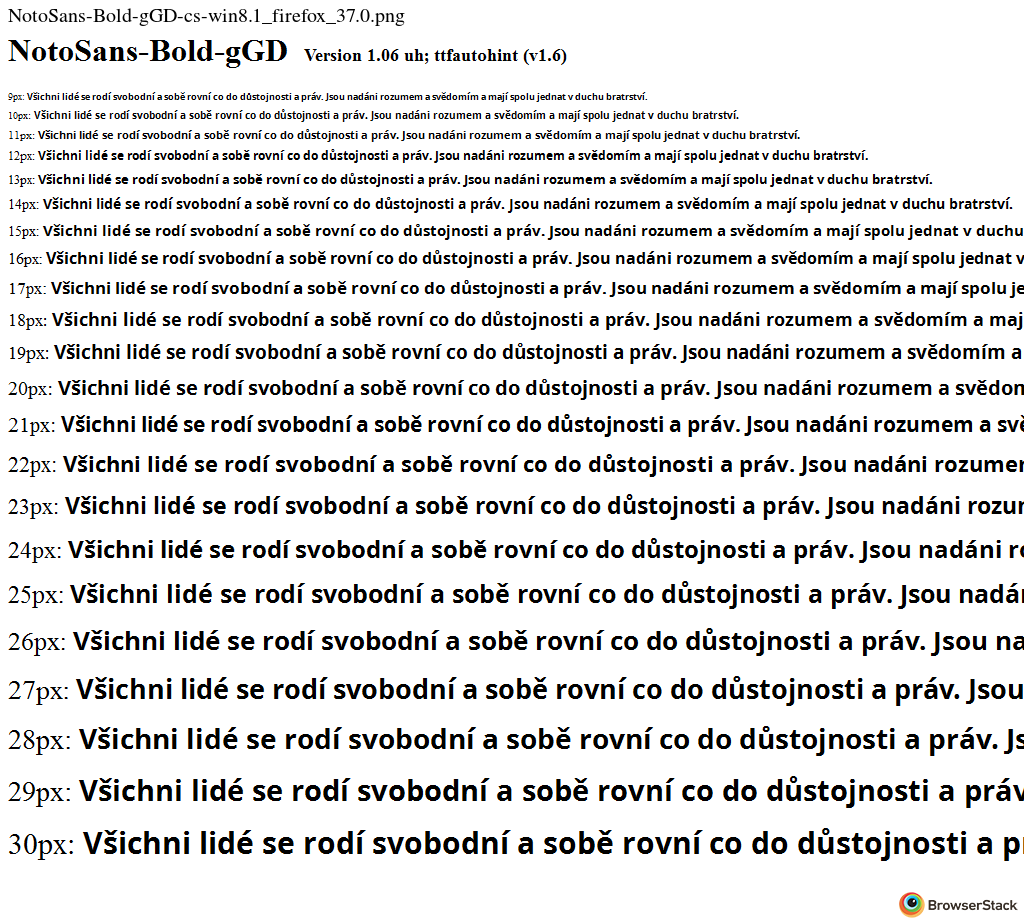 NotoSans-Bold-gGD-cs-win8.1_firefox_37.0.png
NotoSans-Bold-gGD Version 1.06 uh; ttfautohint (v1.6)
9px: Všichni lidé se rodí svobodní a sobě rovní co do důstojnosti a práv. Jsou nadáni rozumem a svědomím a mají spolu jednat v duchu bratrství.
10px: Všichni lidé se rodí svobodní a sobě rovní co do důstojnosti a práv. Jsou nadáni rozumem a svědomím a mají spolu jednat v duchu bratrství.
11px: Všichni lidé se rodí svobodní a sobě rovní co do důstojnosti a práv. Jsou nadáni rozumem a svědomím a mají spolu jednat v duchu bratrství.
12px: Všichni lidé se rodí svobodní a sobě rovní co do důstojnosti a práv. Jsou nadáni rozumem a svědomím a mají spolu jednat v duchu bratrství.
13px: Všichni lidé se rodí svobodní a sobě rovní co do důstojnosti a práv. Jsou nadáni rozumem a svědomím a mají spolu jednat v duchu bratrství.
14px: Všichni lidé se rodí svobodní a sobě rovní co do důstojnosti a práv. Jsou nadáni rozumem a svědomím a mají spolu jednat v duchu bratrství.
15px: Všichni lidé se rodí svobodní a sobě rovní co do důstojnosti a práv. Jsou nadáni rozumem a svědomím a mají spolu jednat v duchu
16px: Všichni lidé se rodí svobodní a sobě rovní co do důstojnosti a práv. Jsou nadáni rozumem a svědomím a mají spolu jednat v
17px: Všichni lidé se rodí svobodní a sobě rovní co do důstojnosti a práv. Jsou nadáni rozumem a svědomím a mají spolu je
18px: Všichni lidé se rodí svobodní a sobě rovní co do důstojnosti a práv. Jsou nadáni rozumem a svědomím a maj
19px: Všichni lidé se rodí svobodní a sobě rovní co do důstojnosti a práv. Jsou nadáni rozumem a svědomím a
20px: Všichni lidé se rodí svobodní a sobě rovní co do důstojnosti a práv. Jsou nadáni rozumem a svědom
21px: Všichni lidé se rodí svobodní a sobě rovní co do důstojnosti a práv. Jsou nadáni rozumem a svě
22px: Všichni lidé se rodí svobodní a sobě rovní co do důstojnosti a práv. Jsou nadáni rozumem
23px: Všichni lidé se rodí svobodní a sobě rovní co do důstojnosti a práv. Jsou nadáni rozum
24px: Všichni lidé se rodí svobodní a sobě rovní co do důstojnosti a práv. Jsou nadáni ro
25px: Všichni lidé se rodí svobodní a sobě rovní co do důstojnosti a práv. Jsou nadán
26px: Všichni lidé se rodí svobodní a sobě rovní co do důstojnosti a práv. Jsou na
27px: Všichni lidé se rodí svobodní a sobě rovní co do důstojnosti a práv. Jsou
28px: Všichni lidé se rodí svobodní a sobě rovní co do důstojnosti a práv. Js
29px: Všichni lidé se rodí svobodní a sobě rovní co do důstojnosti a práv
30px: Všichni lidé se rodí svobodní a sobě rovní co do důstojnosti a p
BrowserStack